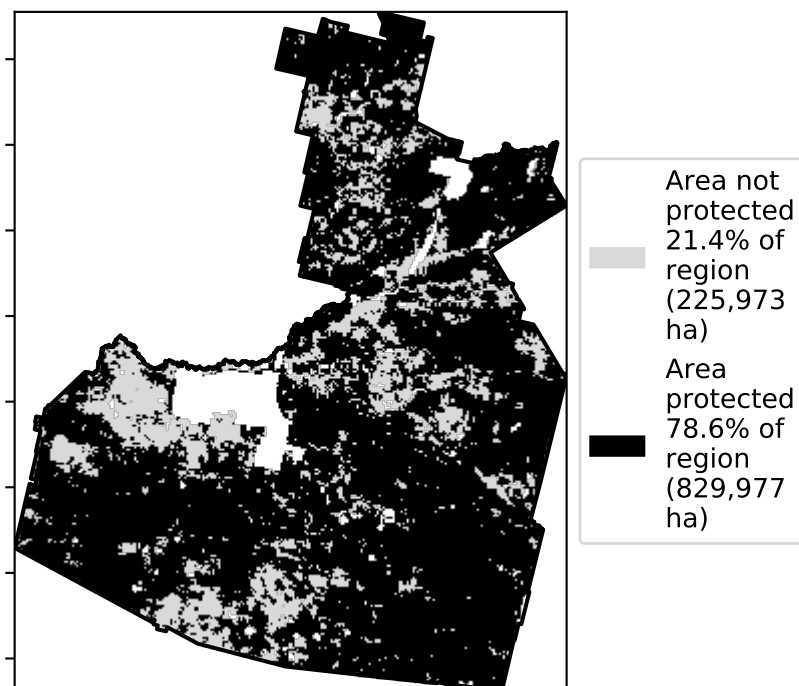 Area not
protected
21.4% of
region
(225,973
ha)
Area
protected
78.6% of
region
(829,977
ha)